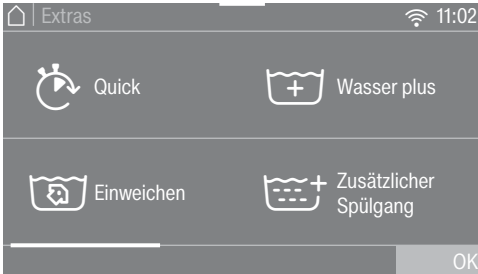 Extras
11:02
Quick
Wasser plus
Einweichen
Zusätzlicher
Spülgang
OK